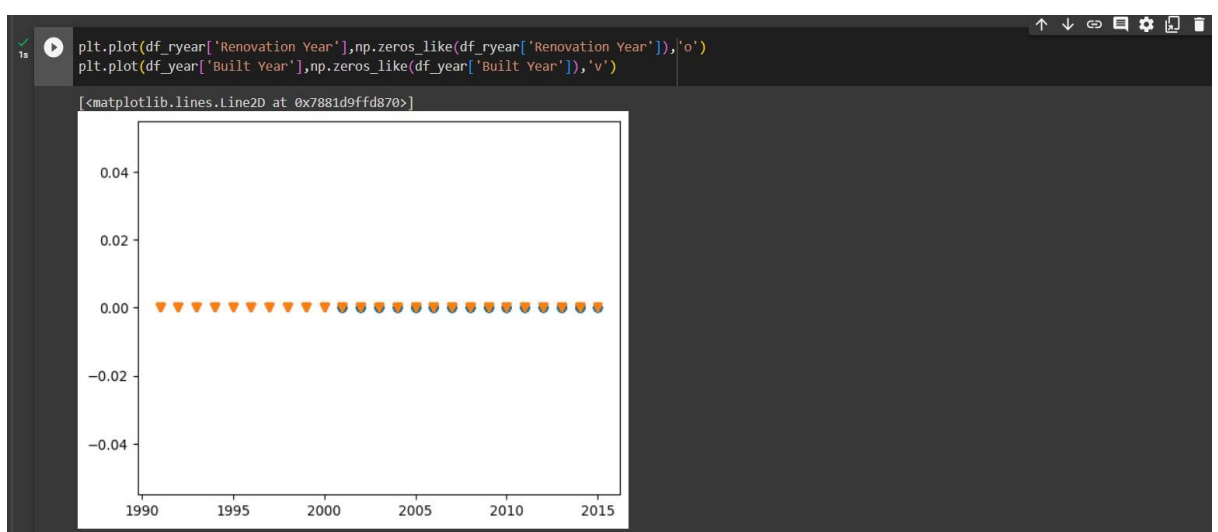 1s
plt.plot(df_ryear['Renovation Year'],np.zeros_like(df_ryear['Renovation Year']),'o')
plt.plot(df_year['Built Year'],np.zeros_like(df_year['Built Year']),'v')
[<matplotlib.lines.Line2D at 0x7881d9ffd870>]
0.04
0.02
0.00
−0.02
−0.04
1990 1995 2000 2005 2010 2015